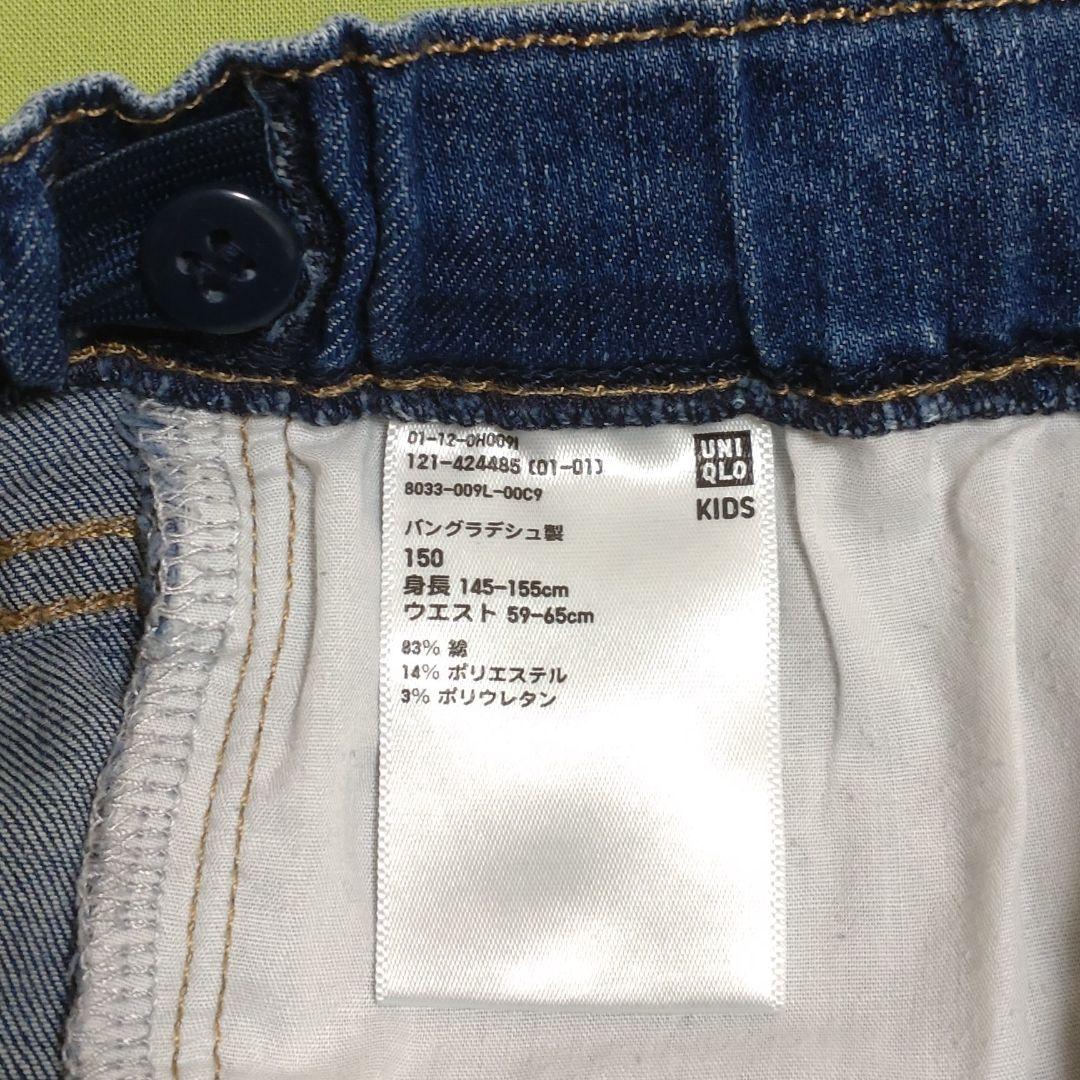 01-12-0H009I
121-424485 (01-01)
8033-009L-00C9
UNI
QLO
KIDS
バングラデシュ製
150
身長 145-155cm
ウエスト 59-65cm
83% 綿
14% ポリエステル
3% ポリウレタン